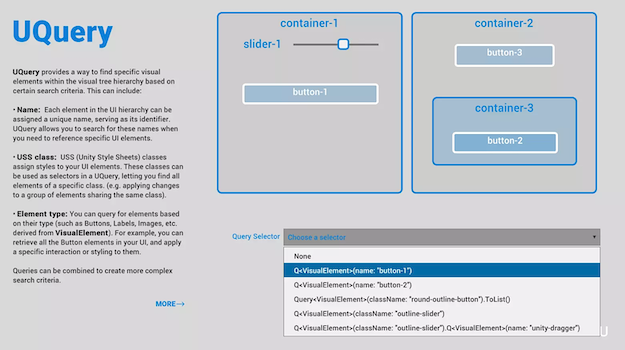 UQuery
UQuery provides a way to find specific visual
elements within the visual tree hierarchy based on
certain search criteria. This can include:
• Name: Each element in the UI hierarchy can be
assigned a unique name, serving as its identifier.
UQuery allows you to search for these names when
you need to reference specific UI elements.
• USS class: USS (Unity Style Sheets) classes
assign styles to your UI elements. These classes can
be used as selectors in a UQuery, letting you find all
elements of a specific class. (e.g. applying changes
to a group of elements sharing the same class).
• Element type: You can query for elements based
on their type (such as Buttons, Labels, Images, etc.
derived from VisualElement). For example, you can
retrieve all the Button elements in your UI, and apply
a specific interaction or styling to them.
Queries can be combined to create more complex
search criteria.
MORE→
container-1
slider-1
button-1
container-2
button-3
container-3
button-2
Query Selector
Choose a selector
None
Q<VisualElement>(name: "button-1")
Q<VisualElement>(name: "button-2")
Query<VisualElement>(className: "round-outline-button").ToList()
Q<VisualElement>(className: "outline-slider")
Q<VisualElement>(className: "outline-slider").Q<VisualElement>(name: "unity-dragger")
U